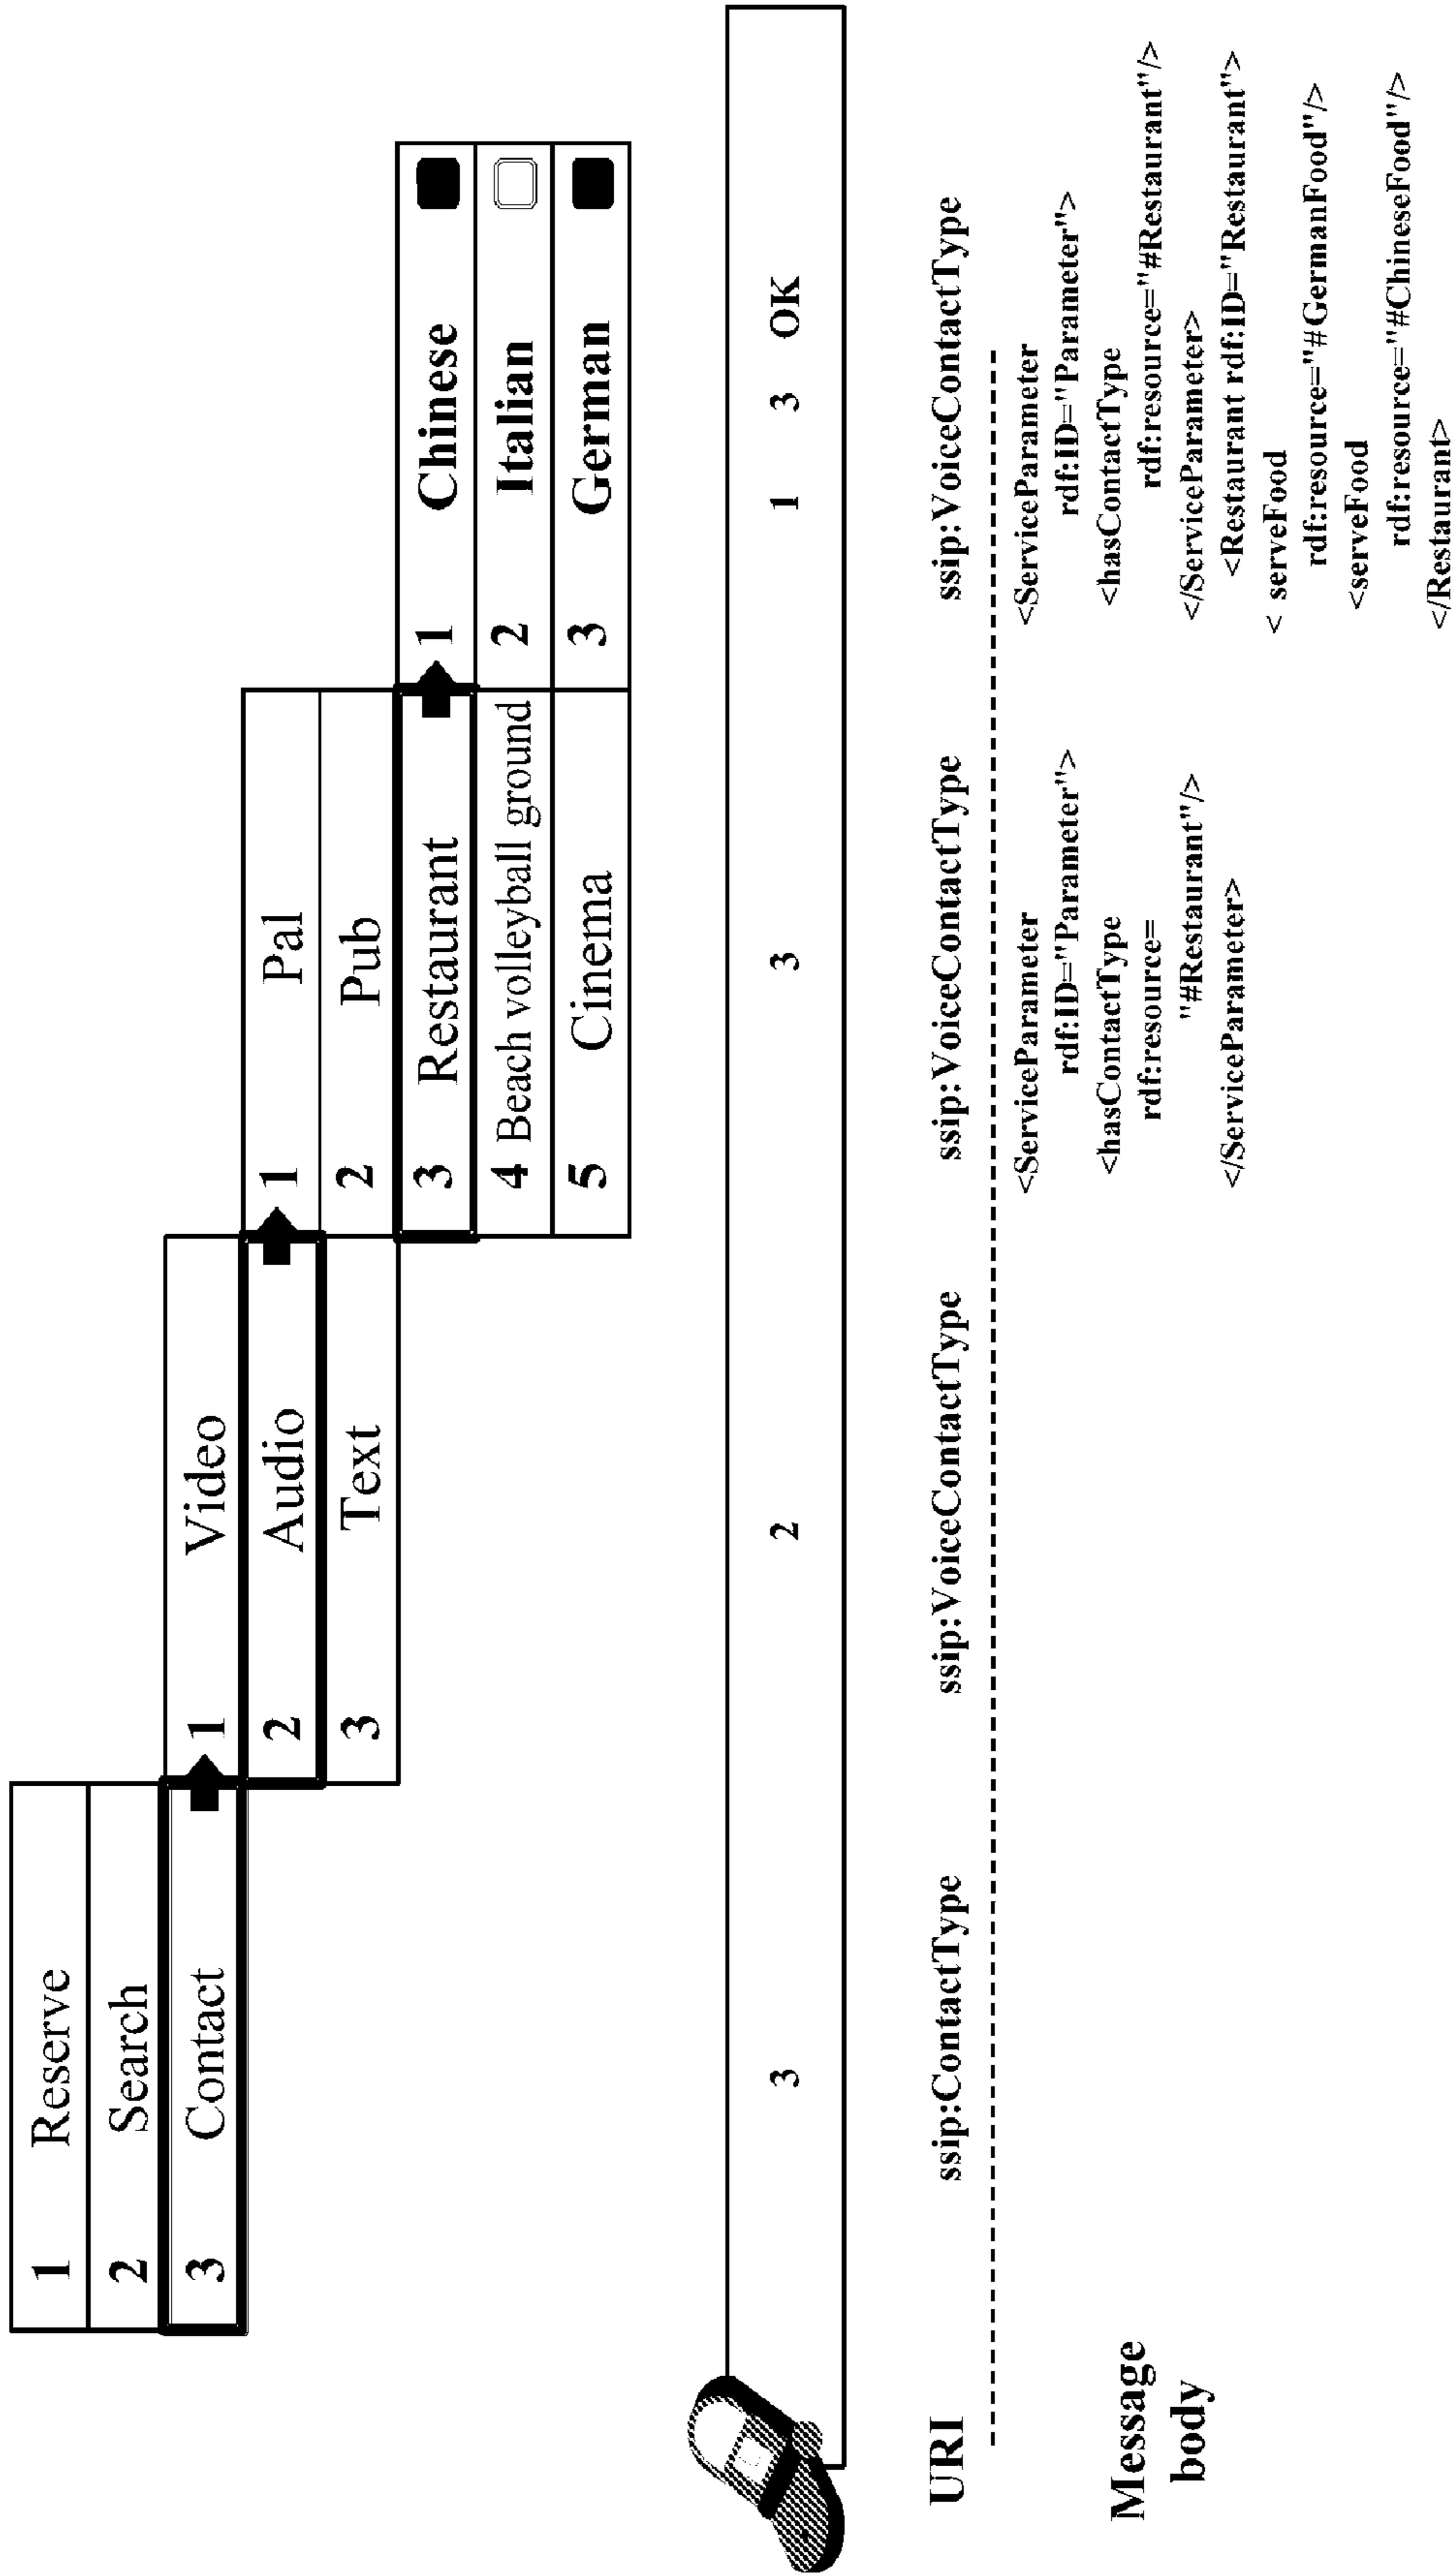 1 Reserve
2 Search
3 Contact
1 Video
2 Audio
3 Text
1 Pal
2 Pub
3 Restaurant
4 Beach volleyball ground
5 Cinema
1 Chinese
2 Italian
3 German
3 2 3 1 3 OK
URI ssip:ContactType ssip:VoiceContactType ssip:VoiceContactType ssip:VoiceContactType
Message
body
<ServiceParameter
rdf:ID="Parameter">
<hasContactType
rdf:resource=
"#Restaurant"/>
</ServiceParameter>
<ServiceParameter
rdf:ID="Parameter">
<hasContactType
rdf:resource="#Restaurant"/>
</ServiceParameter>
<Restaurant rdf:ID="Restaurant">
< serveFood
rdf:resource="#GermanFood"/>
<serveFood
rdf:resource="#ChineseFood"/>
</Restaurant>